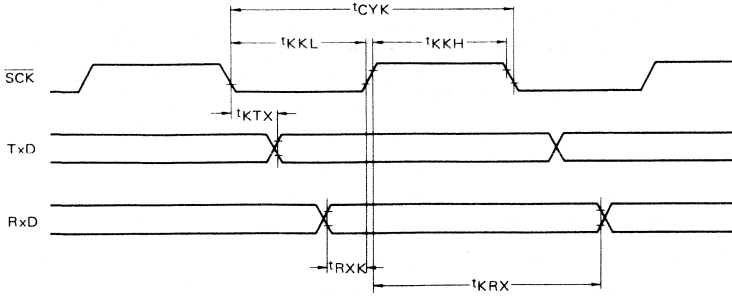 tCYK
tKKL
tKKH
SCK
tKTX
TxD
RxD
tRXK
tKRX